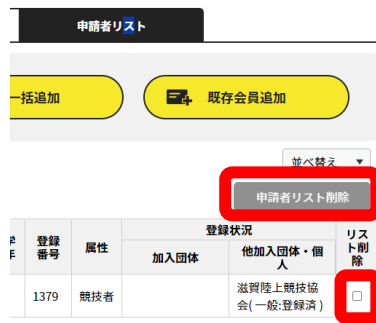 申請者リスト
一括追加
既存会員追加
並べ替え ▼
申請者リスト削除
登録番号
属性
登録状況
加入団体
他加入団体・個人
リスト削除
1379
競技者
滋賀陸上競技協
会( 一般:登録済 )